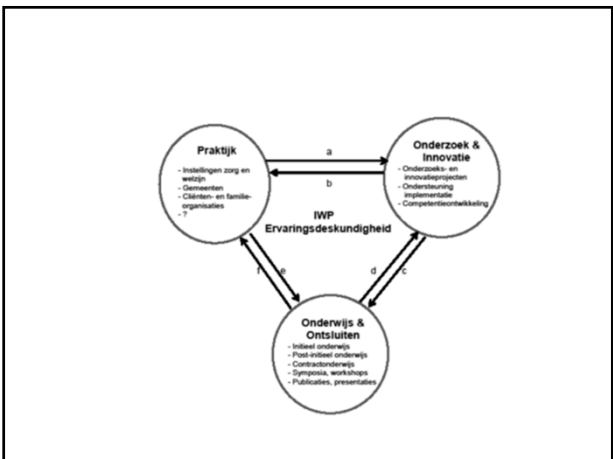 Praktijk
- Instellingen zorg en
welzijn
- Gemeenten
- Cliënten- en familie-
organisaties
- ?
a
b
Onderzoek &
Innovatie
- Onderzoeks- en
innovatieprojecten
- Ondersteuning
implementatie
- Competentieontwikkeling
IWP
Ervaringsdeskundigheid
f
e
d
c
Onderwijs &
Ontsluiten
- Initieel onderwijs
- Post-initieel onderwijs
- Contractonderwijs
- Symposia, workshops
- Publicaties, presentaties